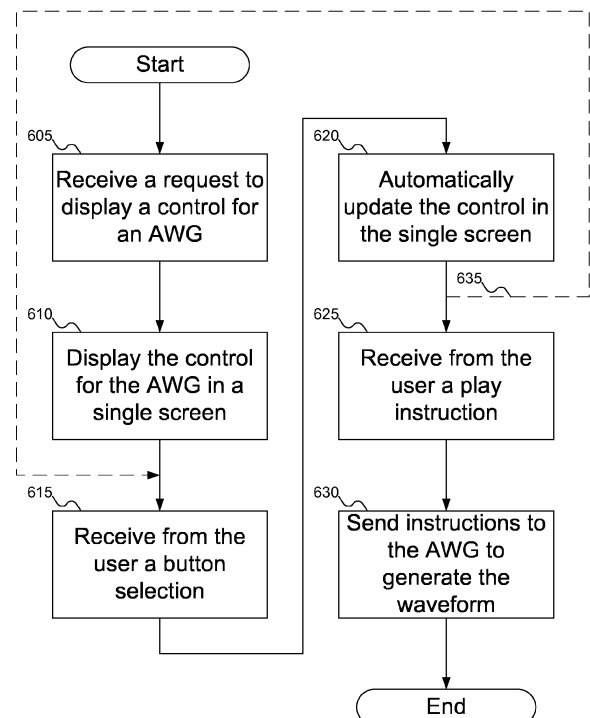 Start
605
Receive a request to
display a control for
an AWG
610
Display the control
for the AWG in a
single screen
615
Receive from the
user a button
selection
620
Automatically
update the control in
the single screen
635
625
Receive from the
user a play
instruction
630
Send instructions to
the AWG to
generate the
waveform
End